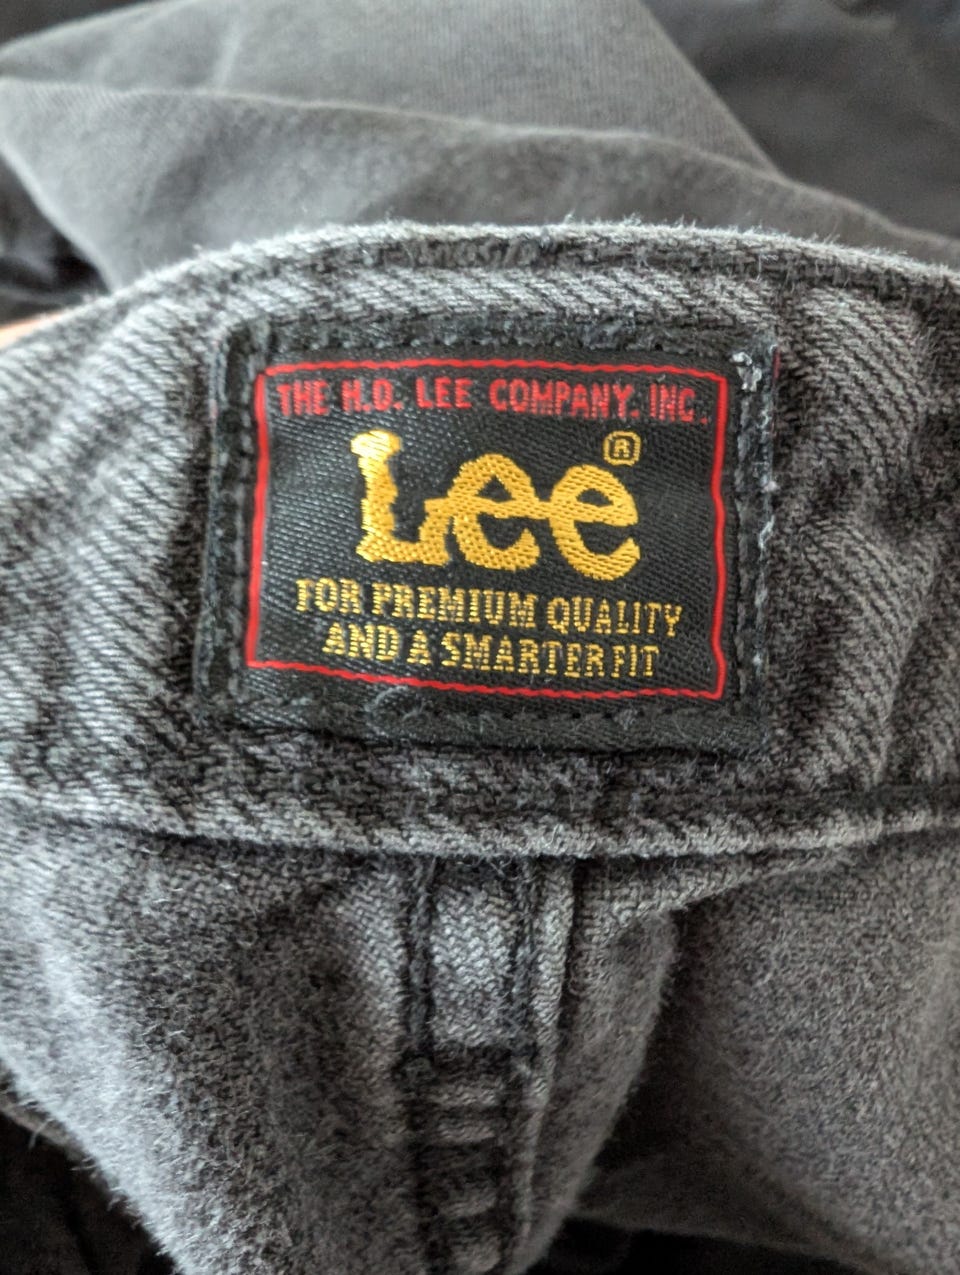 THE H.D. LEE COMPANY. INC.
Lee®
FOR PREMIUM QUALITY
AND A SMARTER FIT